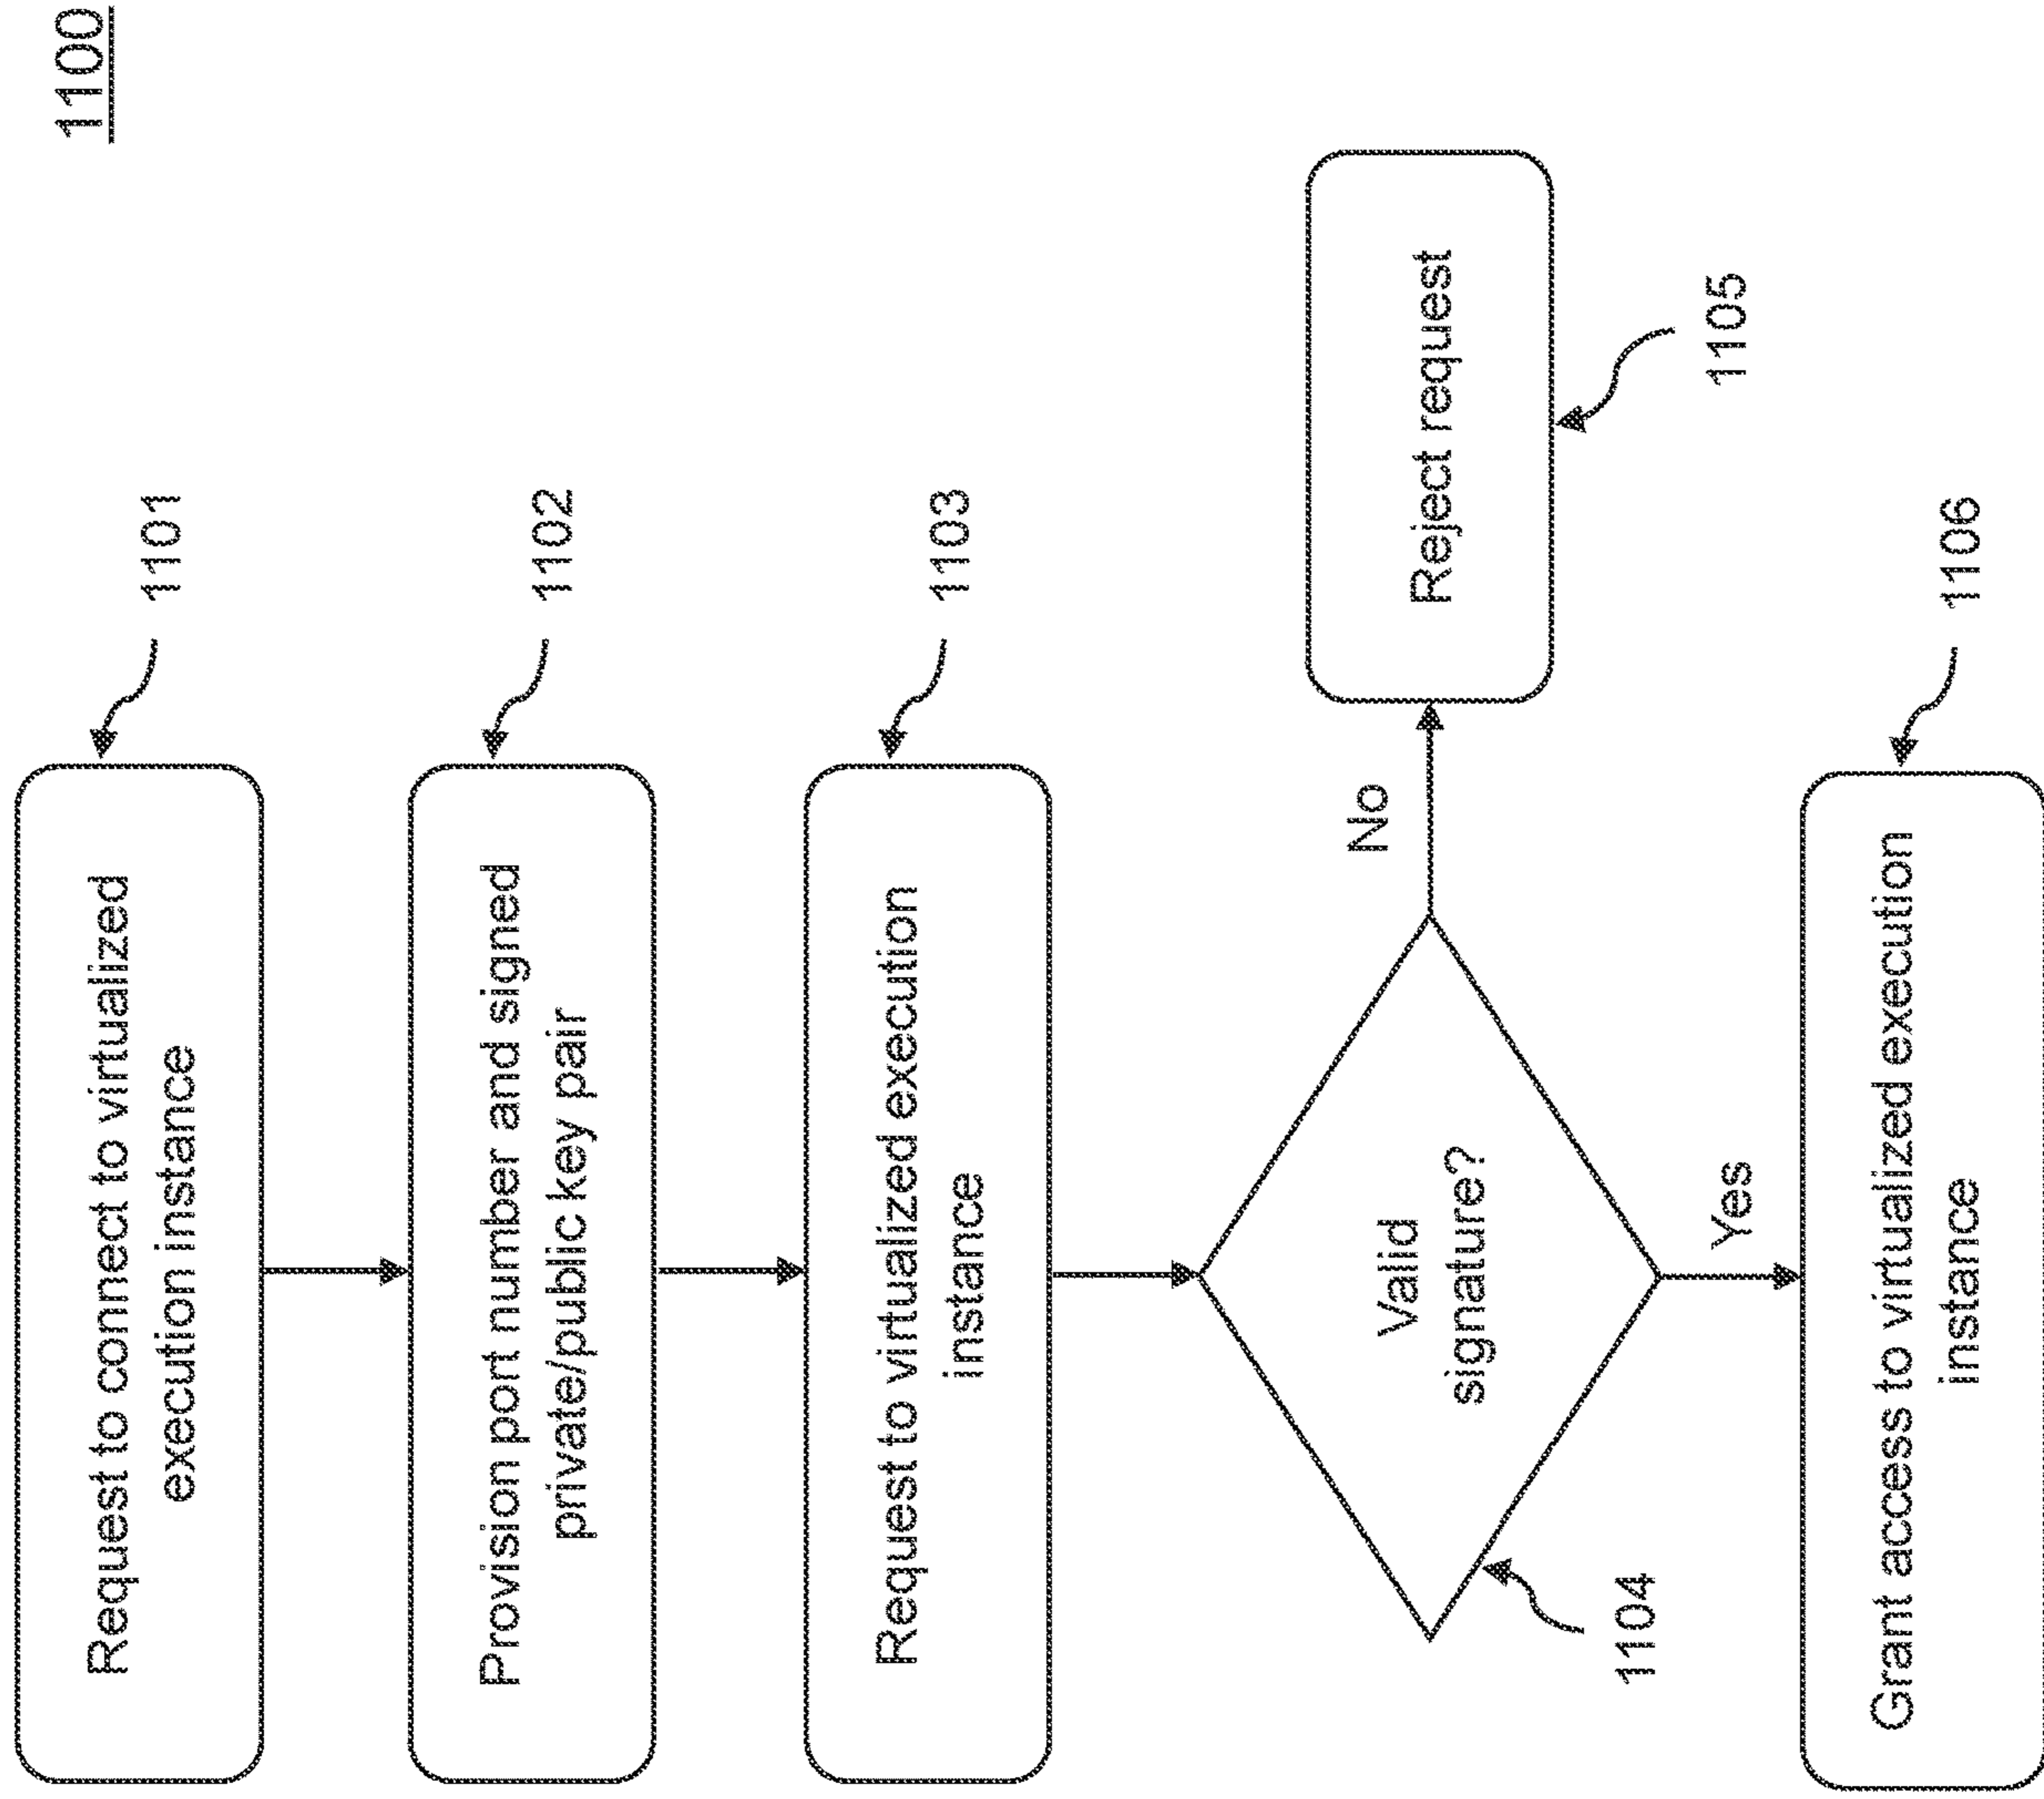 1100
Request to connect to virtualized
execution instance
1101
Provision port number and signed
private/public key pair
1102
Request to virtualized execution
instance
1103
Valid
signature?
1104
No
Reject request
1105
Yes
Grant access to virtualized execution
instance
1106